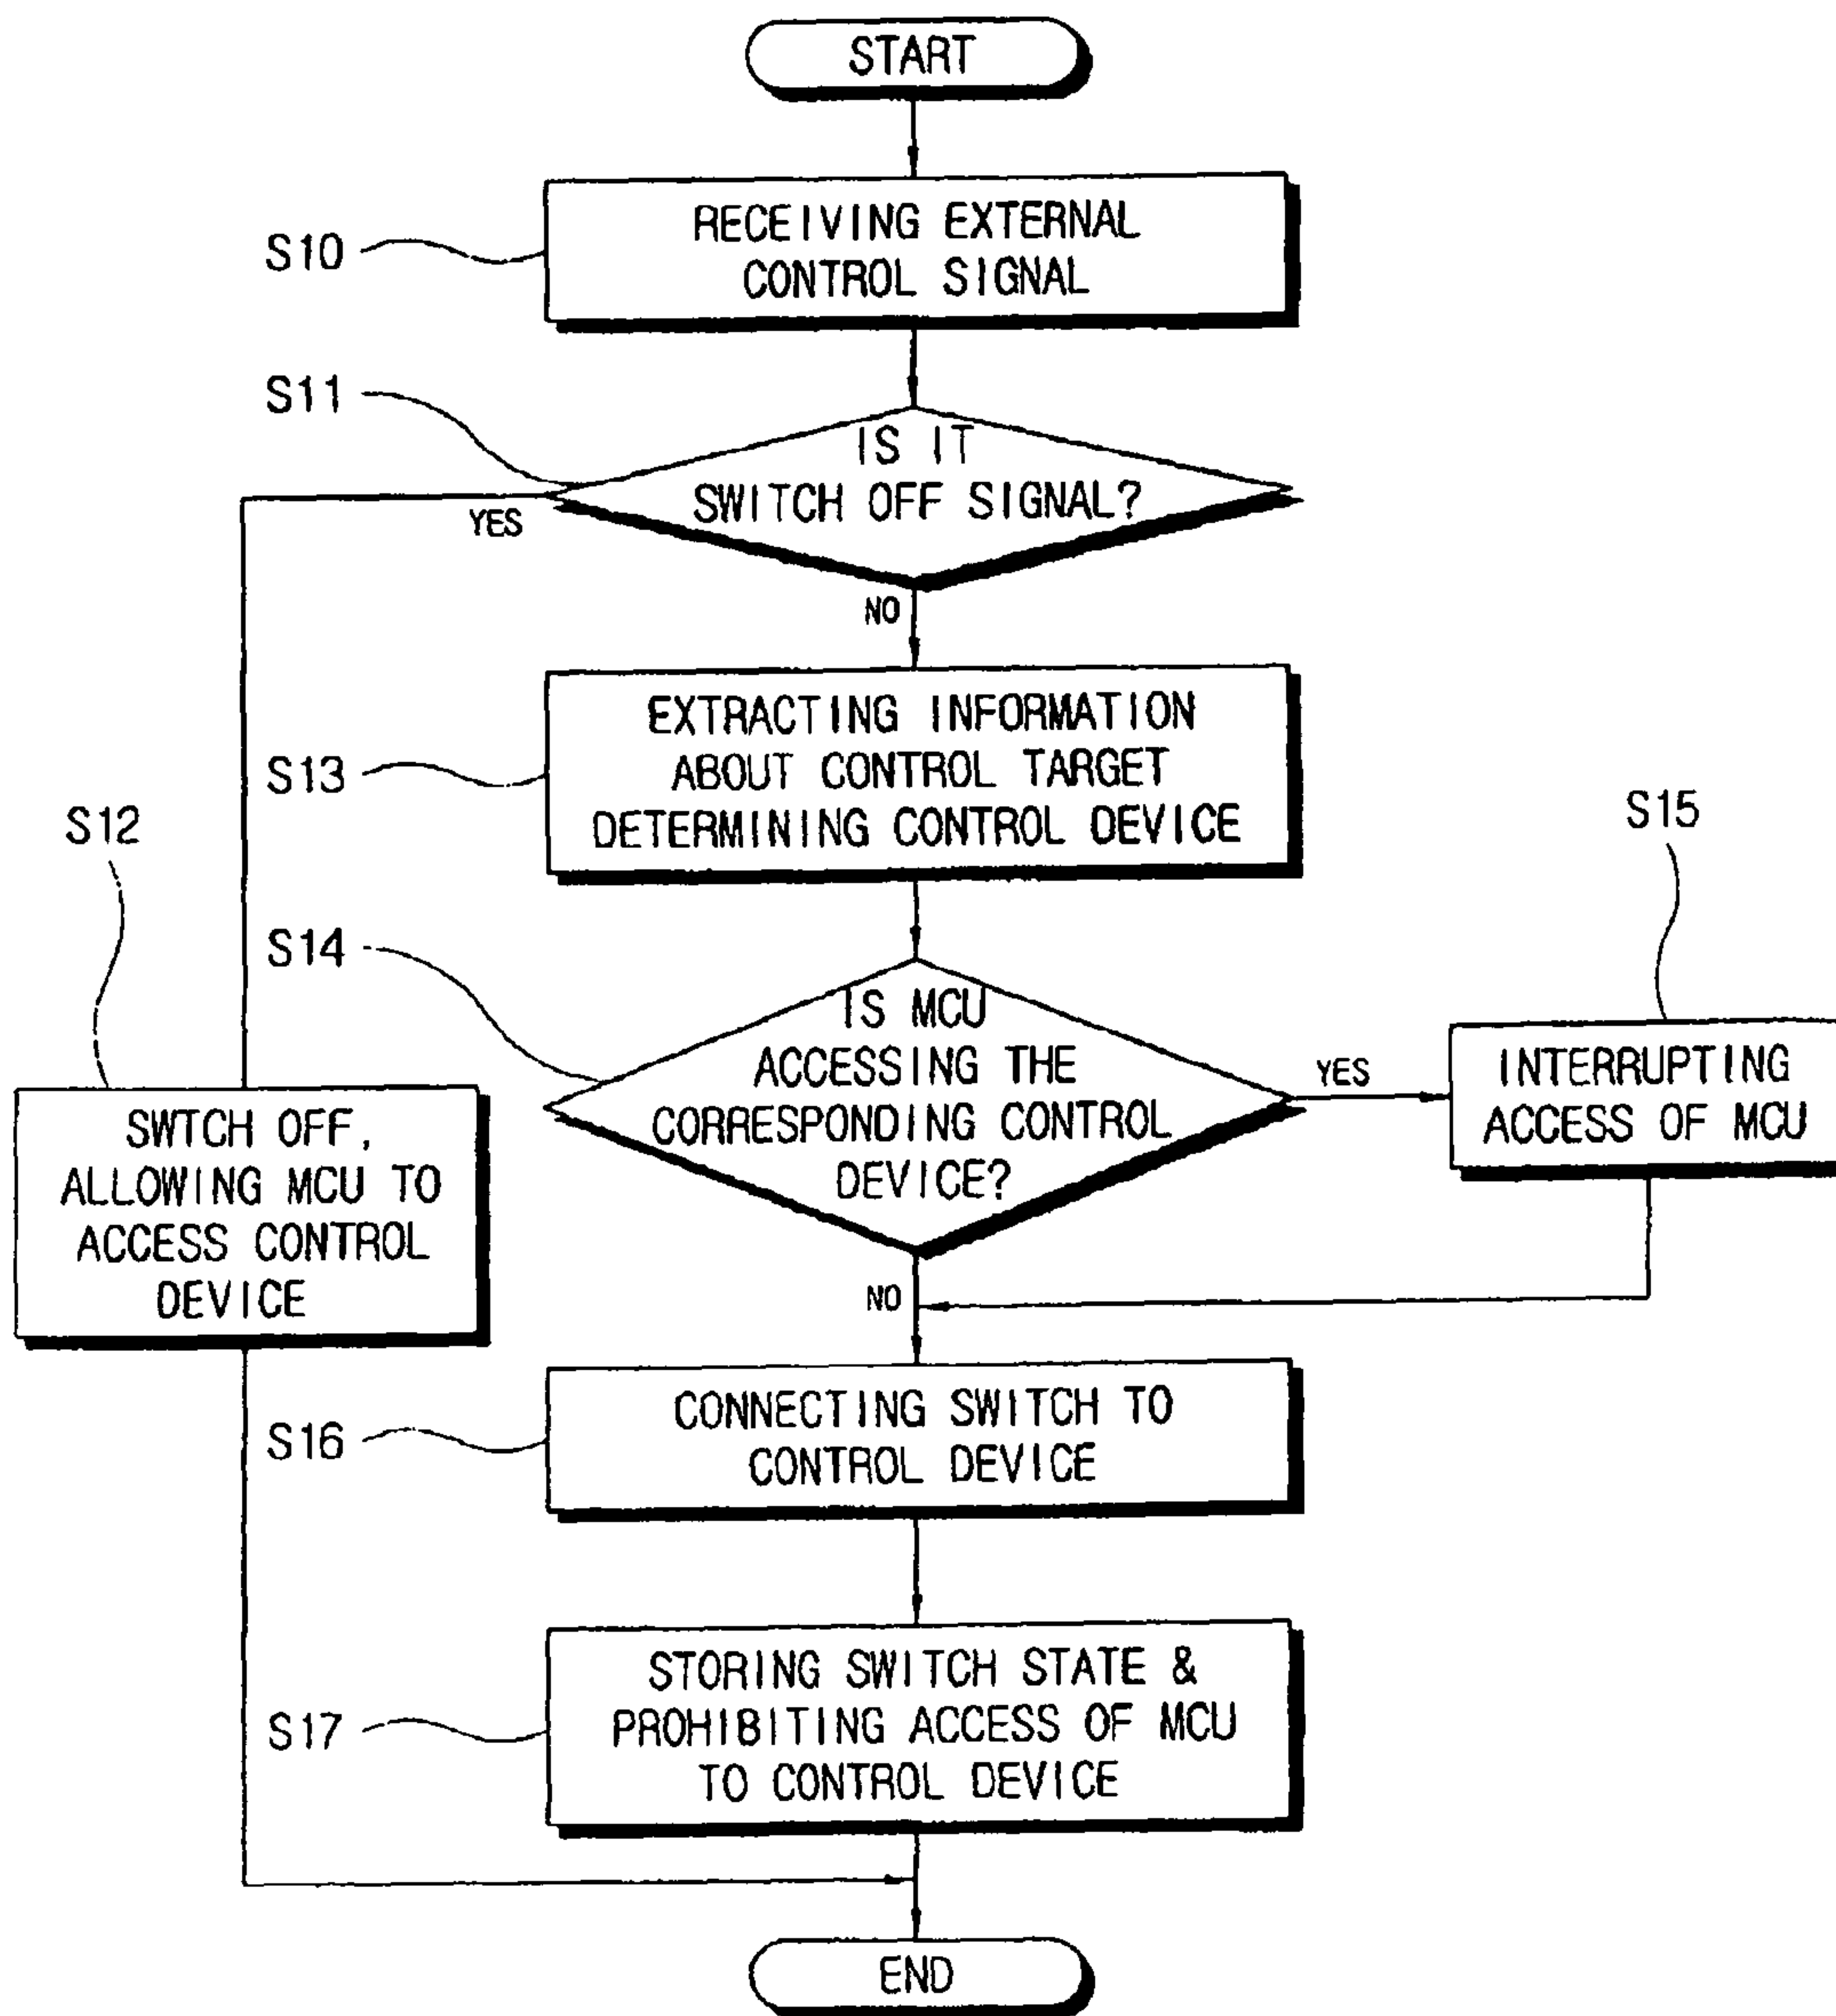 START
S10
RECEIVING EXTERNAL
CONTROL SIGNAL
S11
IS IT
SWITCH OFF SIGNAL?
YES
NO
S13
EXTRACTING INFORMATION
ABOUT CONTROL TARGET
DETERMINING CONTROL DEVICE
S12
S15
S14
IS MCU
ACCESSING THE
CORRESPONDING CONTROL
DEVICE?
YES
INTERRUPTING
ACCESS OF MCU
SWTCH OFF,
ALLOWING MCU TO
ACCESS CONTROL
DEVICE
NO
S16
CONNECTING SWITCH TO
CONTROL DEVICE
S17
STORING SWITCH STATE &
PROHIBITING ACCESS OF MCU
TO CONTROL DEVICE
END